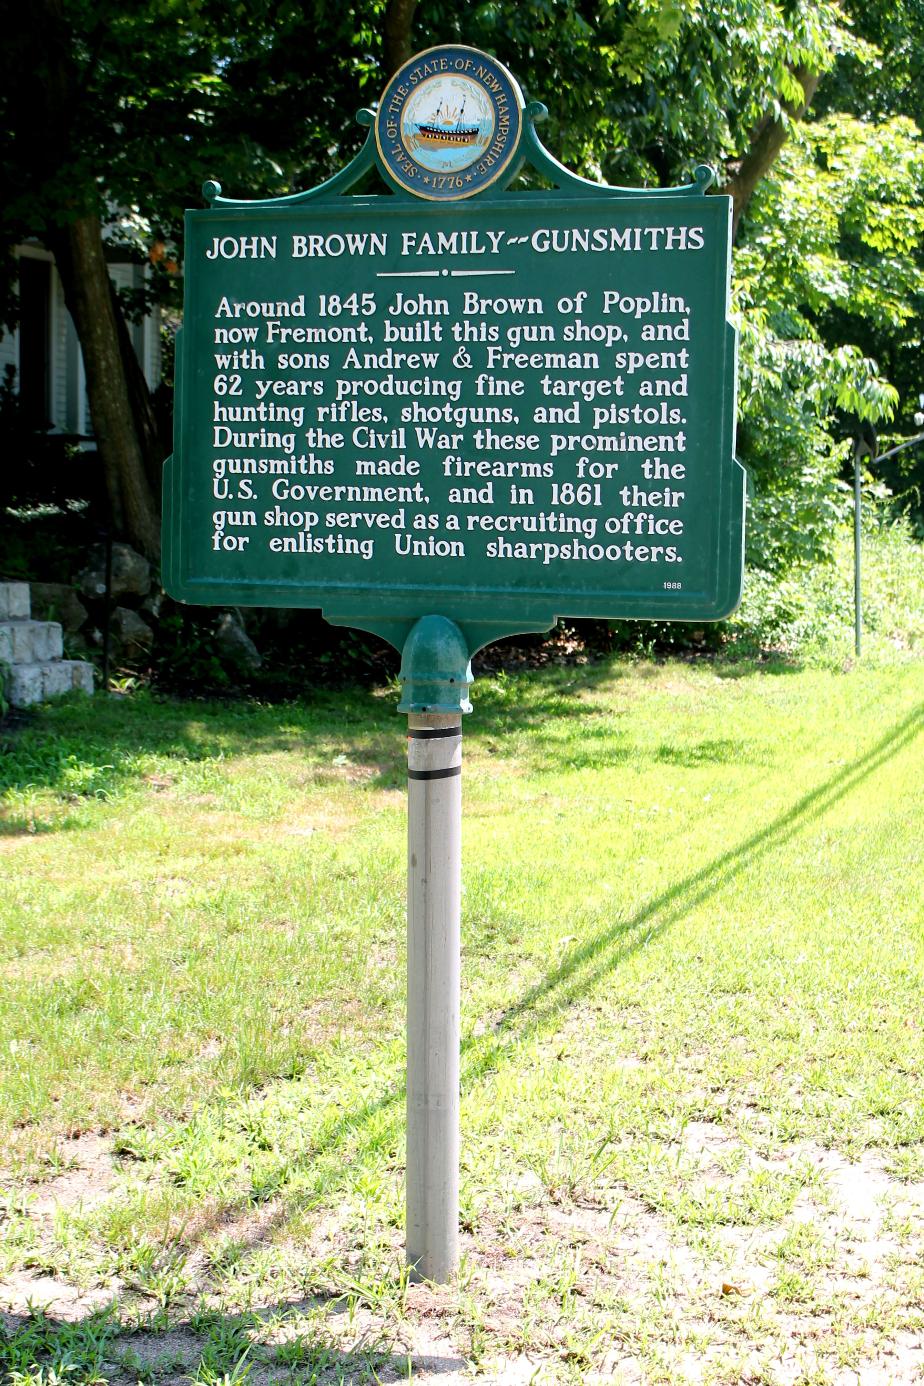 SEAL·OF·THE·STATE·OF·NEW HAMPSHIRE·
★1776★
JOHN BROWN FAMILY~~GUNSMITHS
Around 1845 John Brown of Poplin,
now Fremont, built this gun shop, and
with sons Andrew & Freeman spent
62 years producing fine target and
hunting rifles, shotguns, and pistols.
During the Civil War these prominent
gunsmiths made firearms for the
U.S. Government, and in 1861 their
gun shop served as a recruiting office
for enlisting Union sharpshooters.
1988